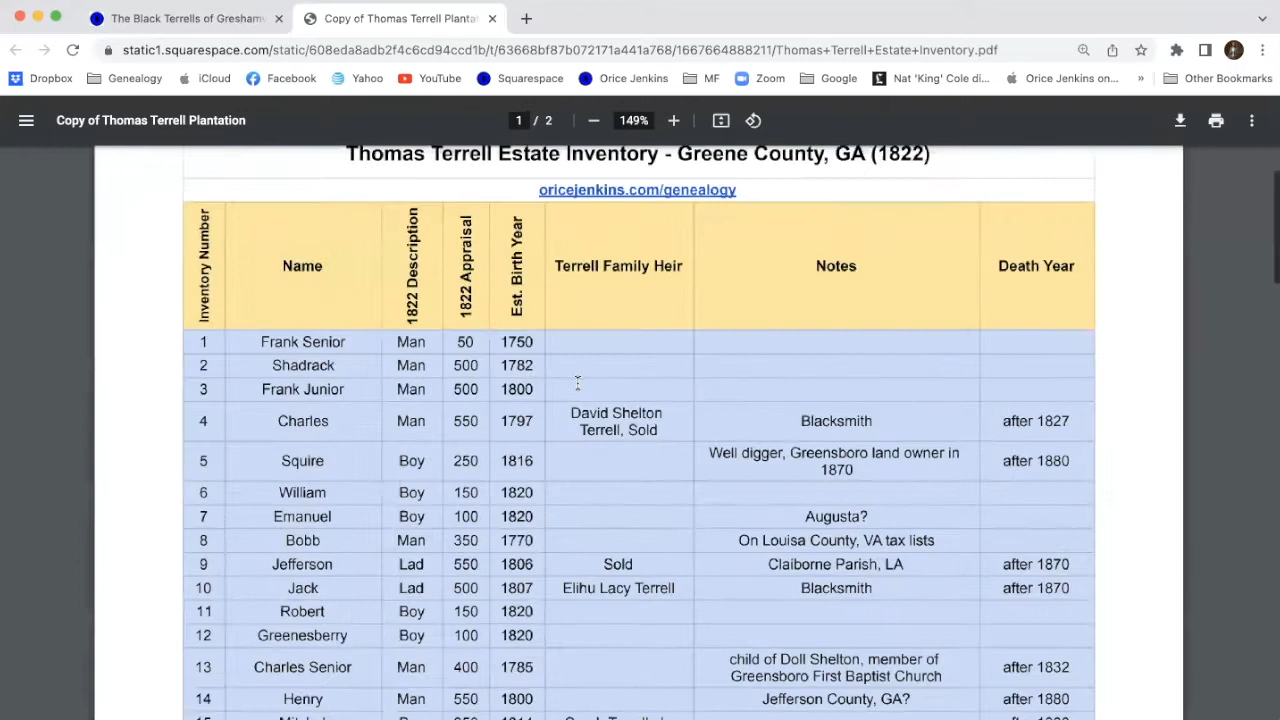 The Black Terrells of Gresham
Copy of Thomas Terrell Planta
static1.squarespace.com/static/608eda8adb2f4c6cd94ccd1b/t/63668bf87b072171a441a768/1667664888211/Thomas+Terrell+Estate+Inventory.pdf
Dropbox Genealogy iCloud Facebook Yahoo YouTube Squarespace Orice Jenkins MF Zoom Google Nat 'King' Cole di... Orice Jenkins on... » Other Bookmarks
Copy of Thomas Terrell Plantation 1 / 2 149%
Thomas Terrell Estate Inventory - Greene County, GA (1822)
oricejenkins.com/genealogy
Inventory Number Name 1822 Description 1822 Appraisal Est. Birth Year Terrell Family Heir Notes Death Year
1 Frank Senior Man 50 1750
2 Shadrack Man 500 1782
3 Frank Junior Man 500 1800
4 Charles Man 550 1797 David Shelton Terrell, Sold Blacksmith after 1827
5 Squire Boy 250 1816 Well digger, Greensboro land owner in 1870 after 1880
6 William Boy 150 1820
7 Emanuel Boy 100 1820 Augusta?
8 Bobb Man 350 1770 On Louisa County, VA tax lists
9 Jefferson Lad 550 1806 Sold Claiborne Parish, LA after 1870
10 Jack Lad 500 1807 Elihu Lacy Terrell Blacksmith after 1870
11 Robert Boy 150 1820
12 Greenesberry Boy 100 1820
13 Charles Senior Man 400 1785 child of Doll Shelton, member of Greensboro First Baptist Church after 1832
14 Henry Man 550 1800 Jefferson County, GA? after 1880